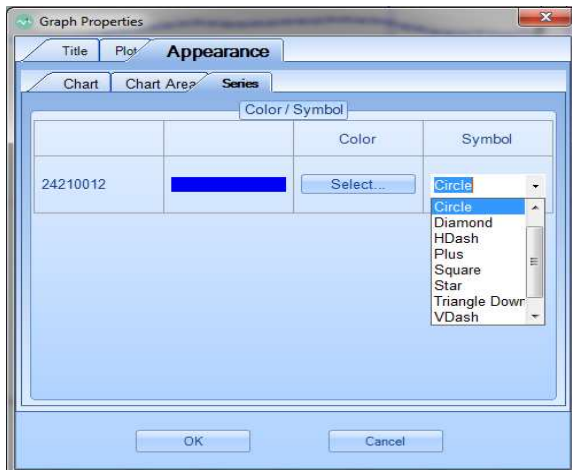 Graph Properties
Title Plot Appearance
Chart Chart Area Series
Color / Symbol
Color Symbol
24210012 Select... Circle
Circle
Diamond
HDash
Plus
Square
Star
Triangle Down
VDash
OK Cancel